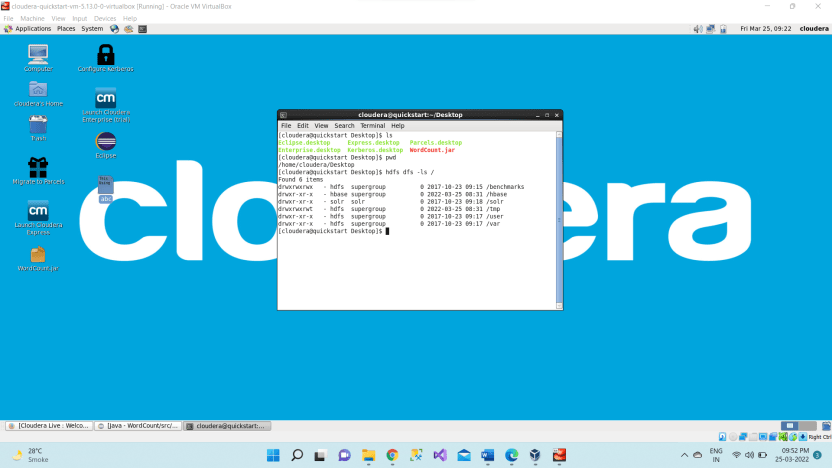 cloudera-quickstart-vm-5.13.0-0-virtualbox [Running] - Oracle VM VirtualBox
File Machine View Input Devices Help
Applications Places System
Fri Mar 25, 09:22 cloudera
Computer
Configure Kerberos
cloudera's Home
Launch Cloudera
Enterprise (trial)
Trash
Eclipse
Migrate to Parcels
abc
Launch Cloudera
Express
WordCount.jar
cloudera
cloudera@quickstart:~/Desktop
File Edit View Search Terminal Help
[cloudera@quickstart Desktop]$ ls
Eclipse.desktop Express.desktop Parcels.desktop
Enterprise.desktop Kerberos.desktop WordCount.jar
[cloudera@quickstart Desktop]$ pwd
/home/cloudera/Desktop
[cloudera@quickstart Desktop]$ hdfs dfs -ls /
Found 6 items
drwxrwxrwx - hdfs supergroup 0 2017-10-23 09:15 /benchmarks
drwxr-xr-x - hbase supergroup 0 2022-03-25 08:31 /hbase
drwxr-xr-x - solr solr 0 2017-10-23 09:18 /solr
drwxrwxrwt - hdfs supergroup 0 2022-03-25 08:31 /tmp
drwxr-xr-x - hdfs supergroup 0 2017-10-23 09:17 /user
drwxr-xr-x - hdfs supergroup 0 2017-10-23 09:17 /var
[cloudera@quickstart Desktop]$
[Cloudera Live : Welco... [Java - WordCount/src/... cloudera@quickstart:...
Right Ctrl
28°C
Smoke
ENG
IN
09:52 PM
25-03-2022
3